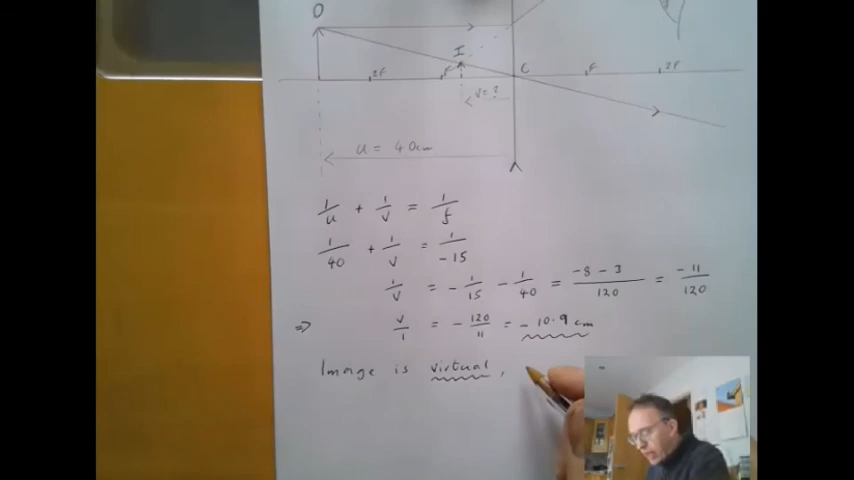 O
I
2F F C F 2F
v = ?
u = 40cm
1/u + 1/v = 1/f
1/40 + 1/v = 1/-15
1/v = - 1/15 - 1/40 = -8 - 3/120 = -11/120
=> v/1 = - 120/11 = - 10.9 cm
Image is virtual,